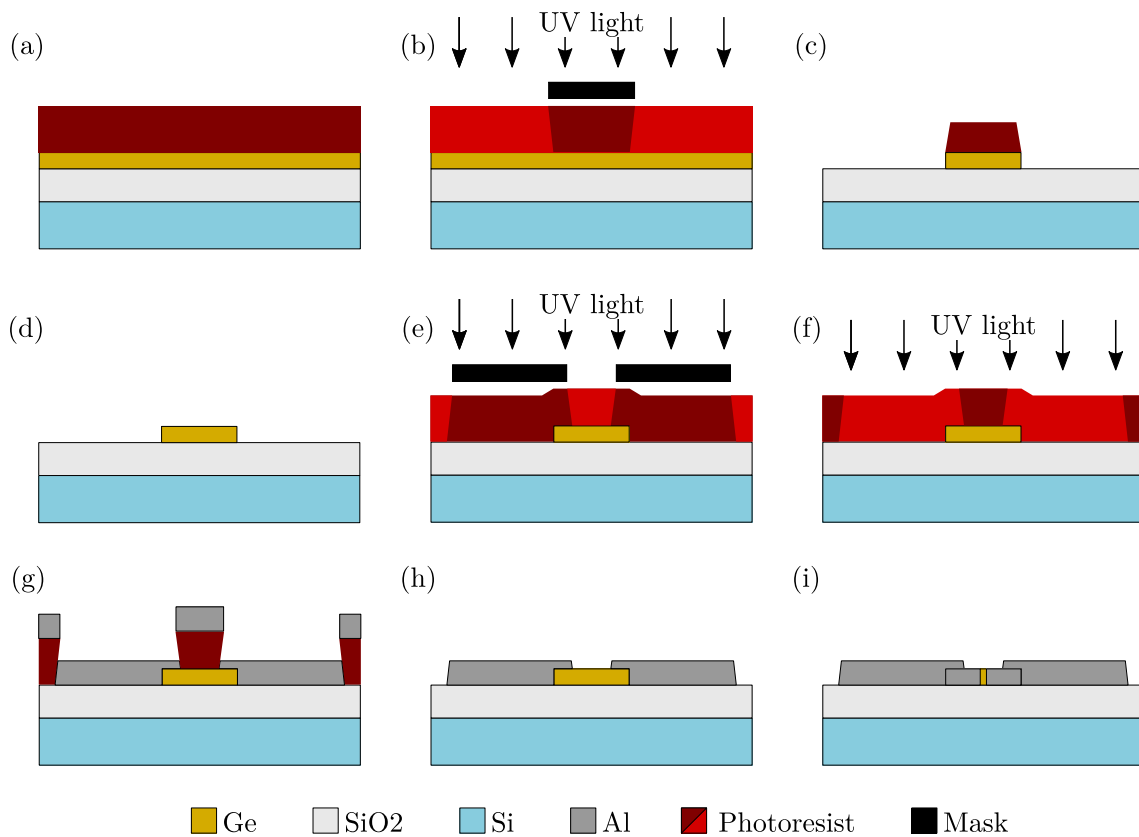 (a)
(b)
UV light
(c)
(d)
(e)
UV light
(f)
UV light
(g)
(h)
(i)
Ge
SiO2
Si
Al
Photoresist
Mask